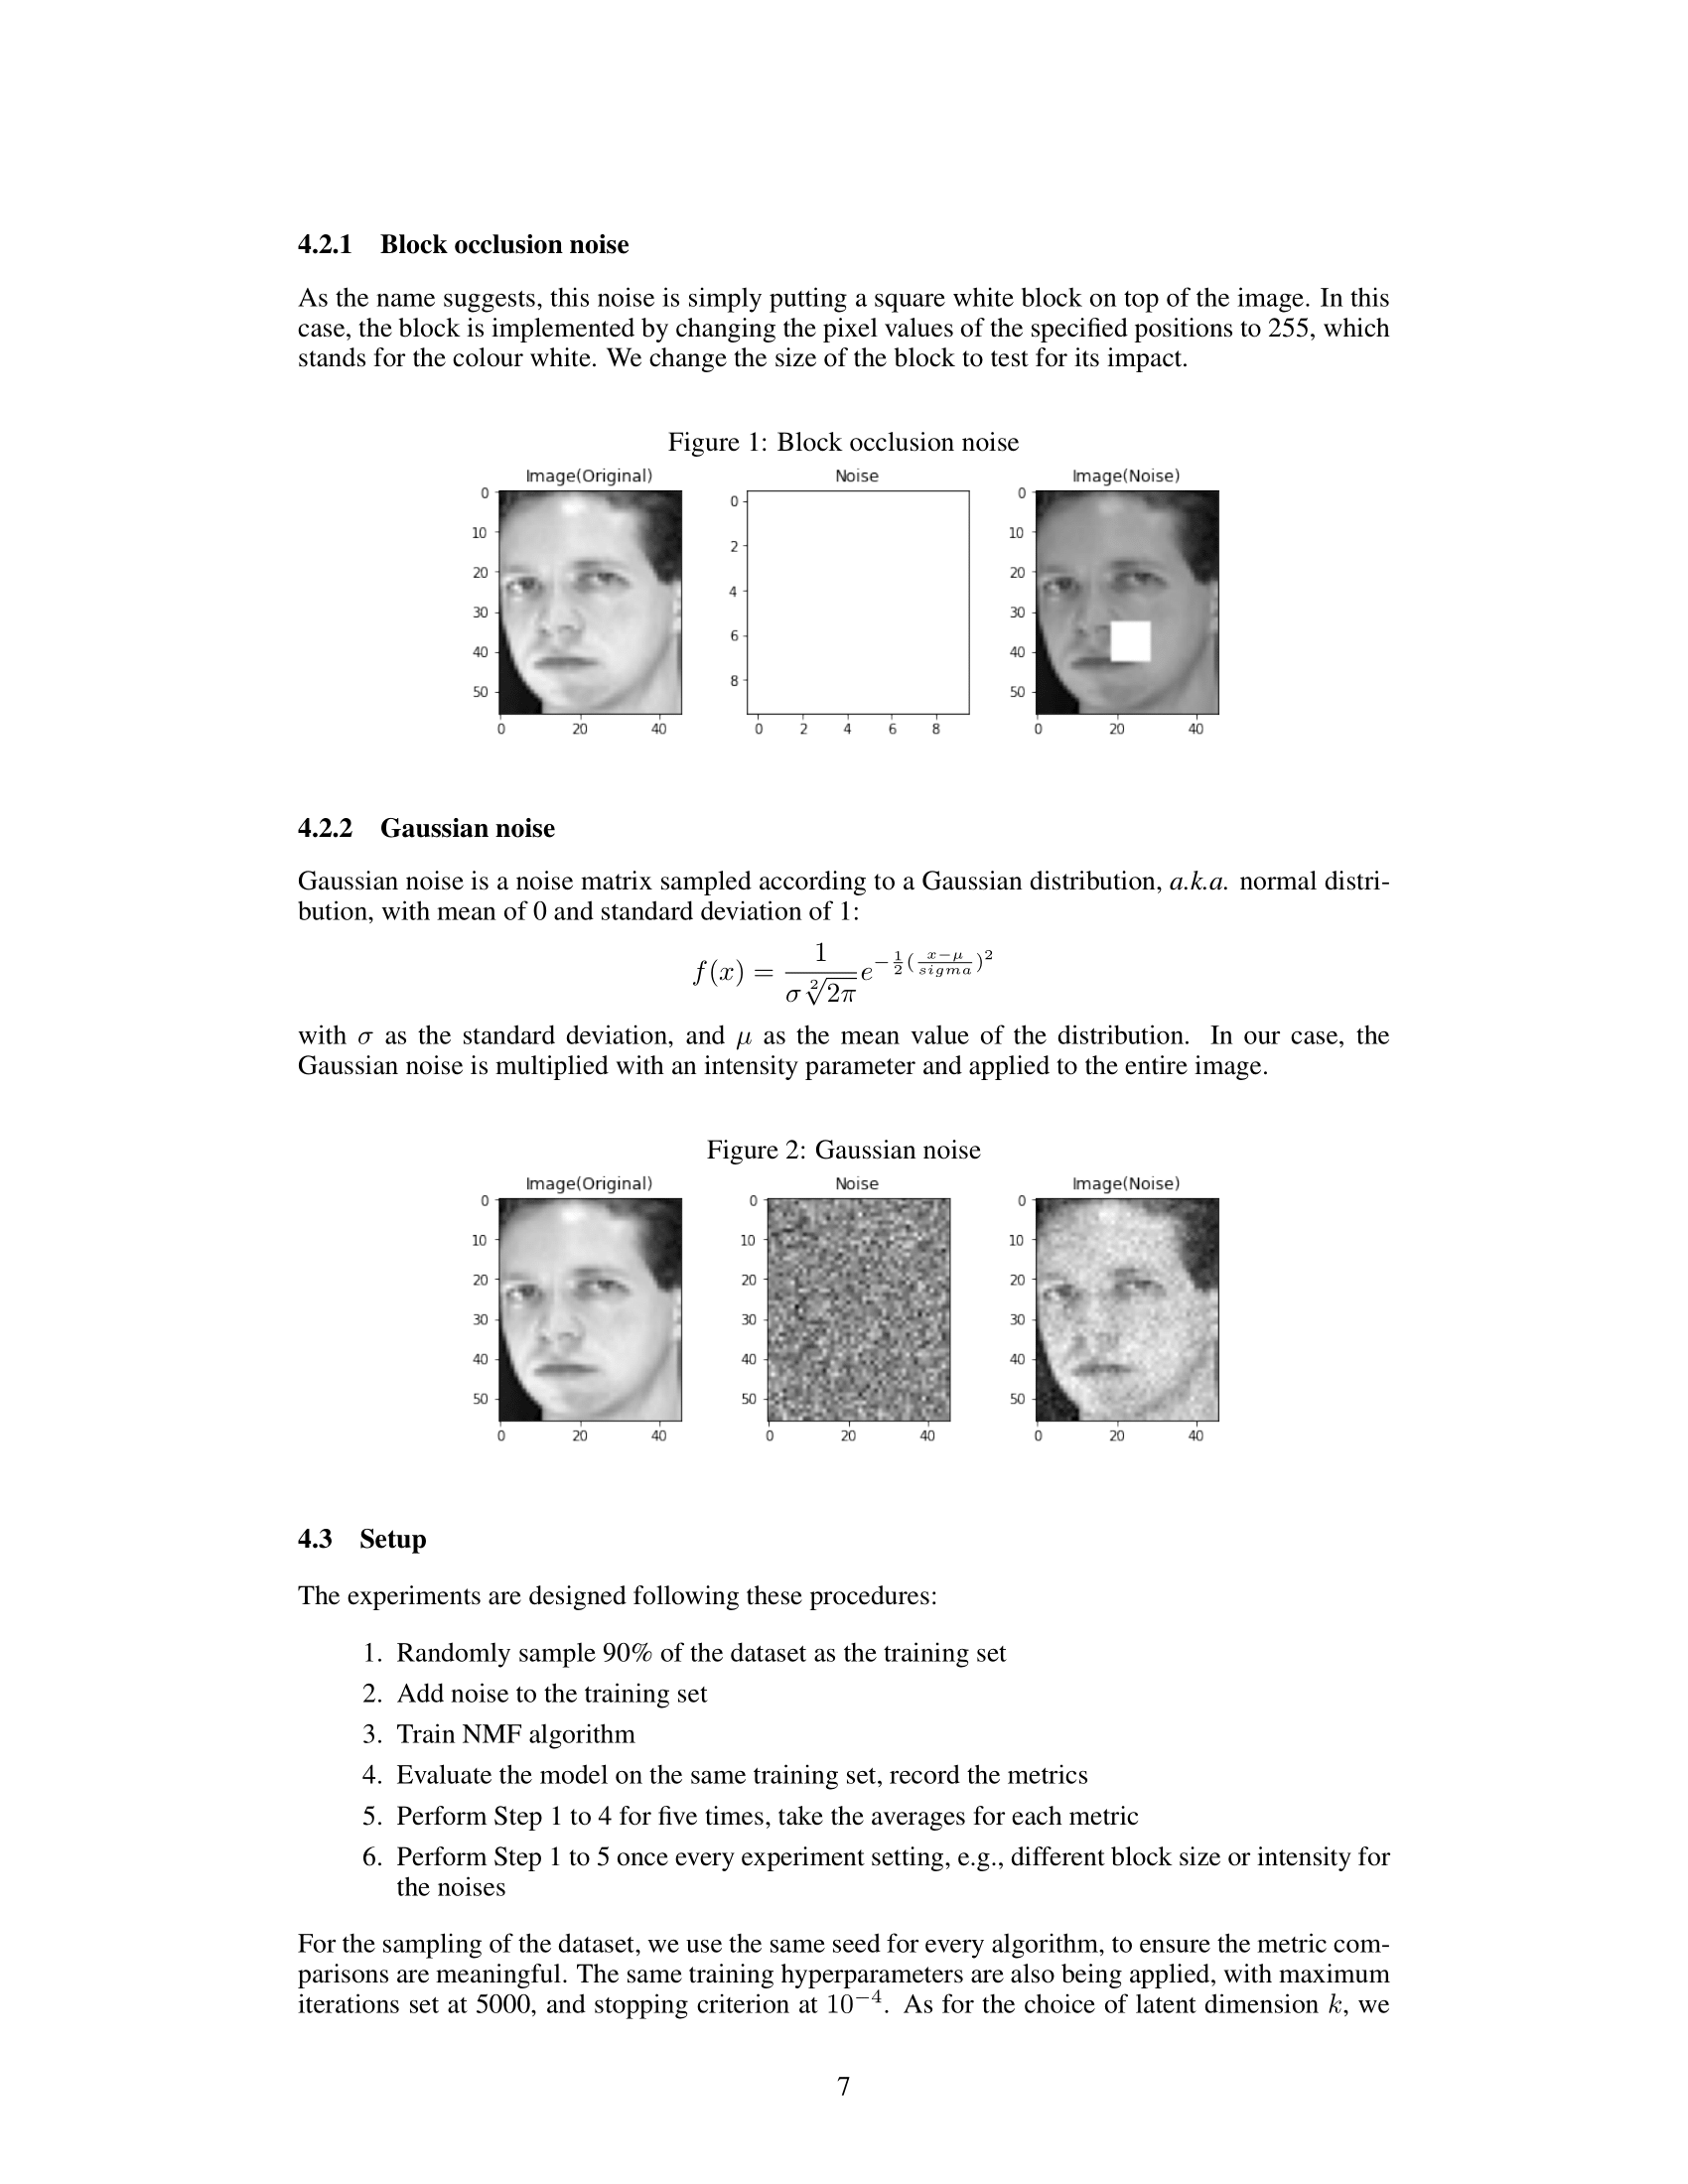 4.2.1 Block occlusion noise
As the name suggests, this noise is simply putting a square white block on top of the image. In this
case, the block is implemented by changing the pixel values of the specified positions to 255, which
stands for the colour white. We change the size of the block to test for its impact.
Figure 1: Block occlusion noise
Image(Original) Noise Image(Noise)
0 10 20 30 40 50
0 20 40
0 2 4 6 8
0 2 4 6 8
0 10 20 30 40 50
0 20 40
4.2.2 Gaussian noise
Gaussian noise is a noise matrix sampled according to a Gaussian distribution, a.k.a. normal distri-
bution, with mean of 0 and standard deviation of 1:
f(x) = \frac{1}{\sigma\sqrt[2]{2\pi}} e^{-\frac{1}{2}(\frac{x-\mu}{sigma})^2}
with σ as the standard deviation, and μ as the mean value of the distribution. In our case, the
Gaussian noise is multiplied with an intensity parameter and applied to the entire image.
Figure 2: Gaussian noise
Image(Original) Noise Image(Noise)
0 10 20 30 40 50
0 20 40
0 10 20 30 40 50
0 20 40
0 10 20 30 40 50
0 20 40
4.3 Setup
The experiments are designed following these procedures:
1. Randomly sample 90% of the dataset as the training set
2. Add noise to the training set
3. Train NMF algorithm
4. Evaluate the model on the same training set, record the metrics
5. Perform Step 1 to 4 for five times, take the averages for each metric
6. Perform Step 1 to 5 once every experiment setting, e.g., different block size or intensity for
the noises
For the sampling of the dataset, we use the same seed for every algorithm, to ensure the metric com-
parisons are meaningful. The same training hyperparameters are also being applied, with maximum
iterations set at 5000, and stopping criterion at 10⁻⁴. As for the choice of latent dimension k, we
7